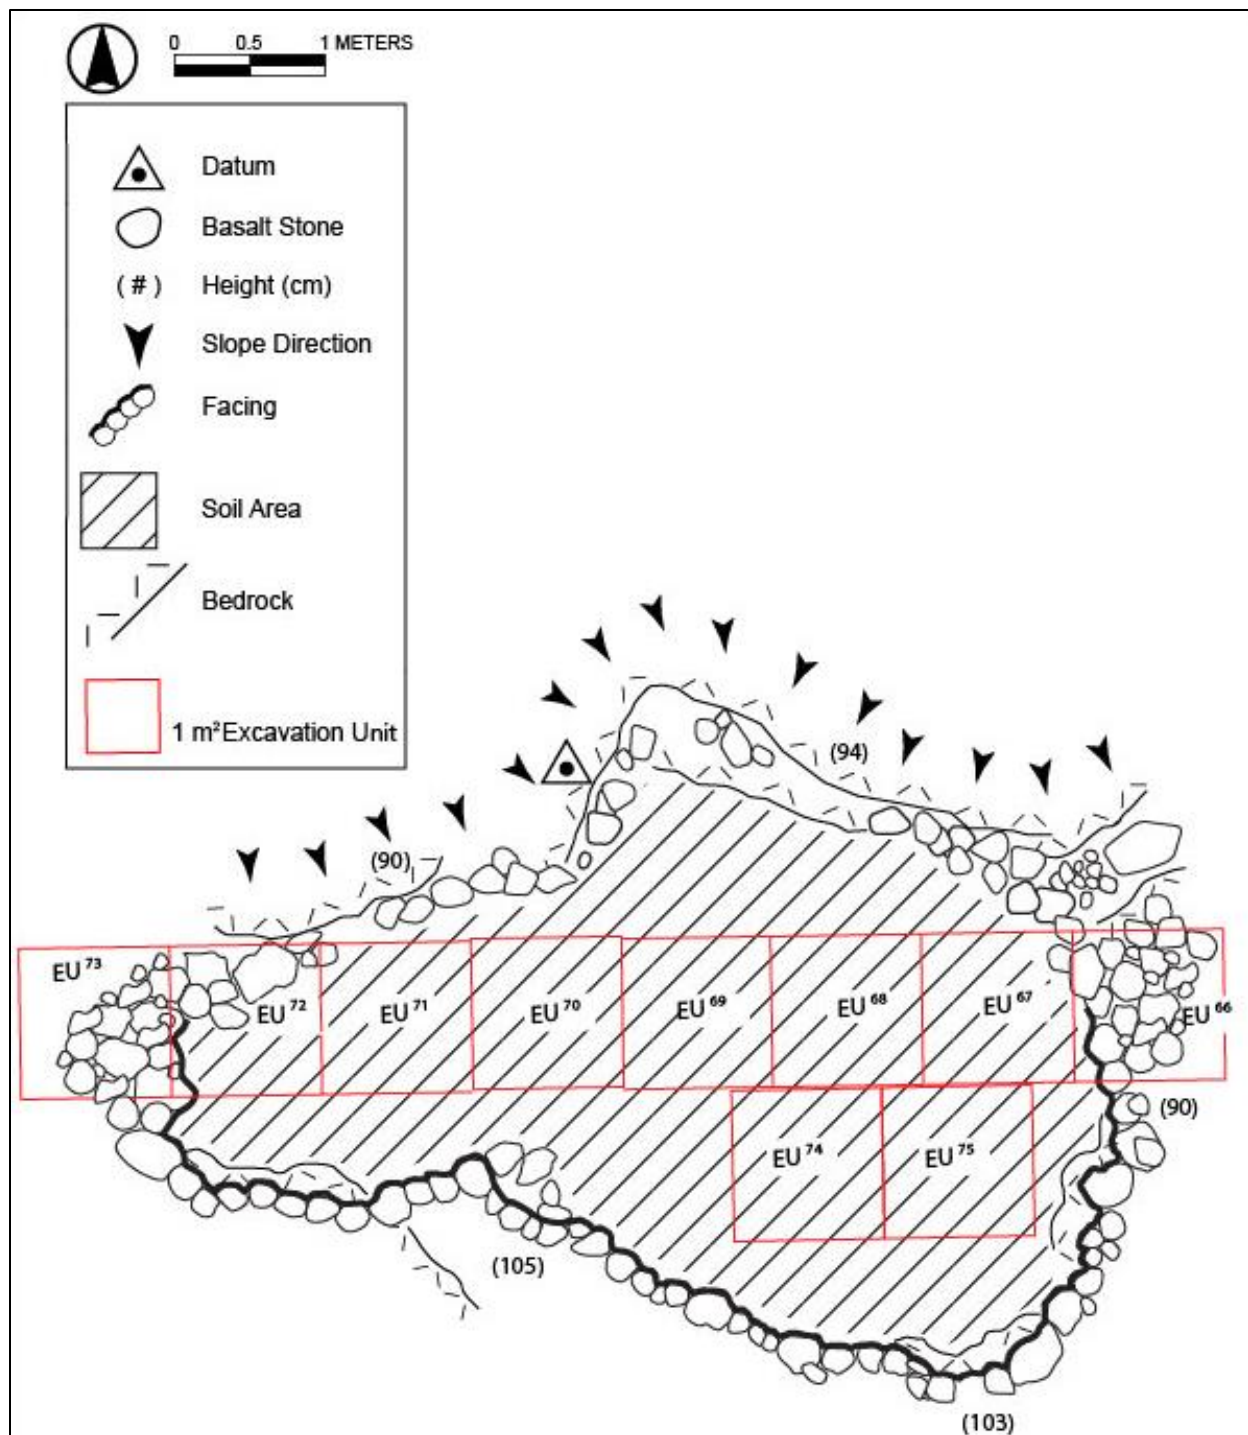 0 0.5 1 METERS
Datum
Basalt Stone
( # ) Height (cm)
Slope Direction
Facing
Soil Area
Bedrock
1 m² Excavation Unit
(94)
(90)
EU 73
EU 72
EU 71
EU 70
EU 69
EU 68
EU 67
EU 66
(90)
EU 74
EU 75
(105)
(103)